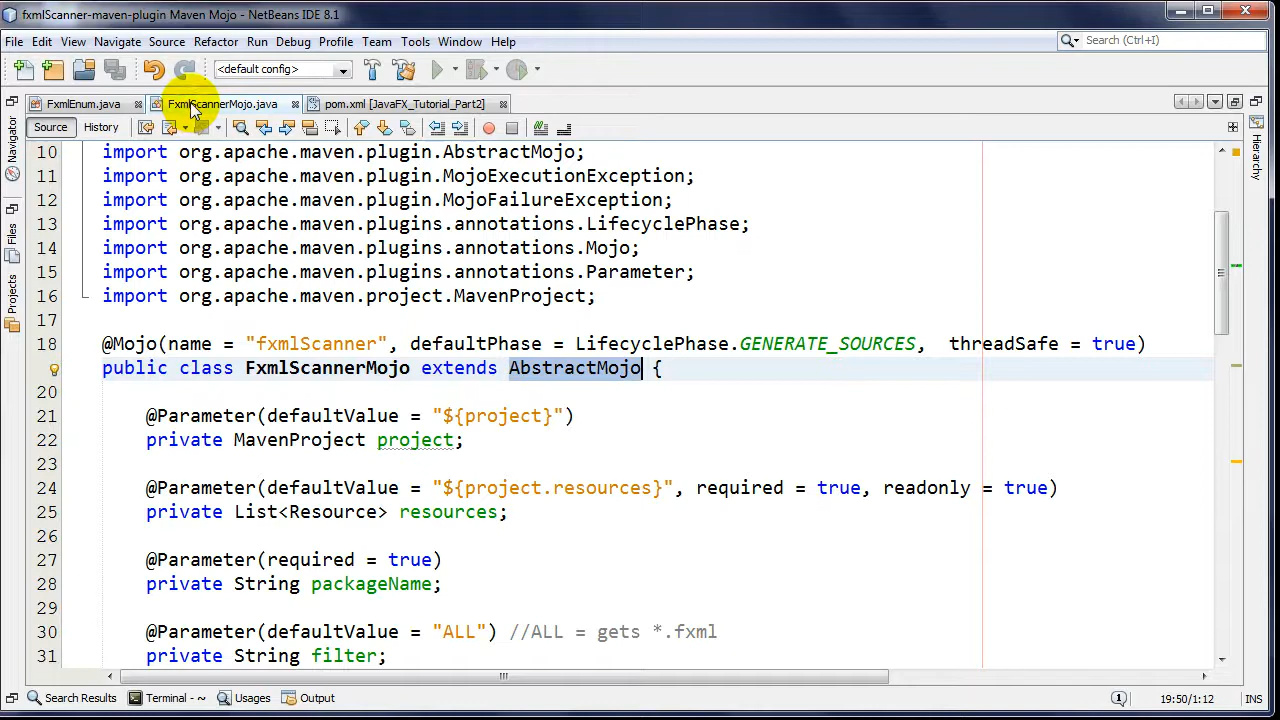 fxmlScanner-maven-plugin Maven Mojo - NetBeans IDE 8.1
File Edit View Navigate Source Refactor Run Debug Profile Team Tools Window Help
Search (Ctrl+I)
<default config>
FxmlEnum.java FxmlScannerMojo.java pom.xml [JavaFX_Tutorial_Part2]
Source History
Navigator
Files
Projects
Hierarchy
10 import org.apache.maven.plugin.AbstractMojo;
11 import org.apache.maven.plugin.MojoExecutionException;
12 import org.apache.maven.plugin.MojoFailureException;
13 import org.apache.maven.plugins.annotations.LifecyclePhase;
14 import org.apache.maven.plugins.annotations.Mojo;
15 import org.apache.maven.plugins.annotations.Parameter;
16 import org.apache.maven.project.MavenProject;
17
18 @Mojo(name = "fxmlScanner", defaultPhase = LifecyclePhase.GENERATE_SOURCES, threadSafe = true)
public class FxmlScannerMojo extends AbstractMojo {
20
21 @Parameter(defaultValue = "${project}")
22 private MavenProject project;
23
24 @Parameter(defaultValue = "${project.resources}", required = true, readonly = true)
25 private List<Resource> resources;
26
27 @Parameter(required = true)
28 private String packageName;
29
30 @Parameter(defaultValue = "ALL") //ALL = gets *.fxml
31 private String filter;
Search Results Terminal - ~ Usages Output
1 19:50/1:12 INS